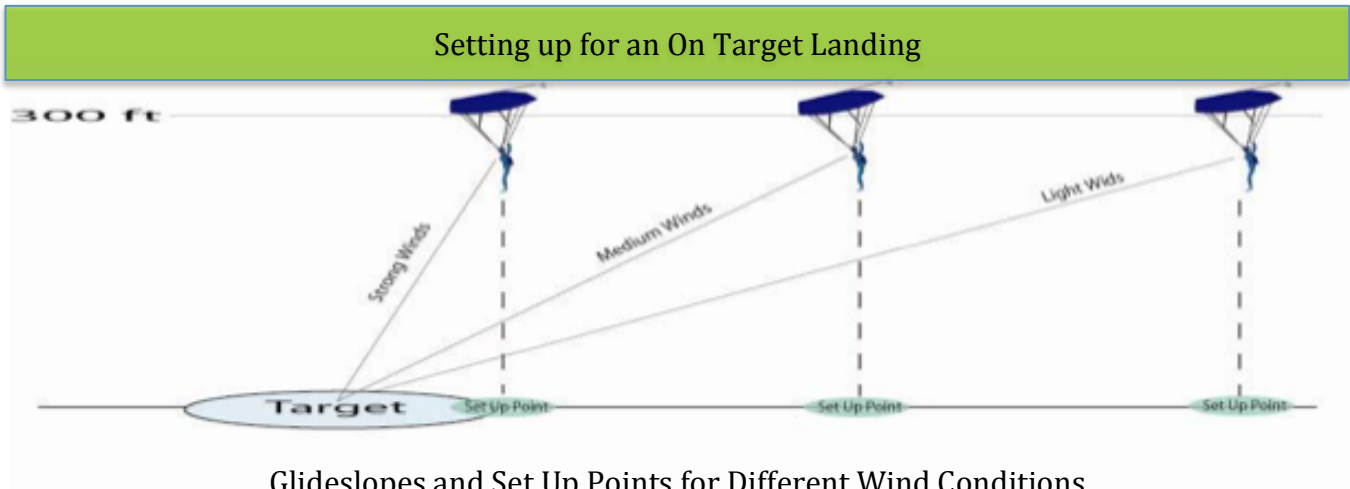 Setting up for an On Target Landing
300 ft
Strong Winds
Medium Winds
Light Wids
Target
Set Up Point
Set Up Point
Set Up Point
Glideslopes and Set Up Points for Different Wind Conditions